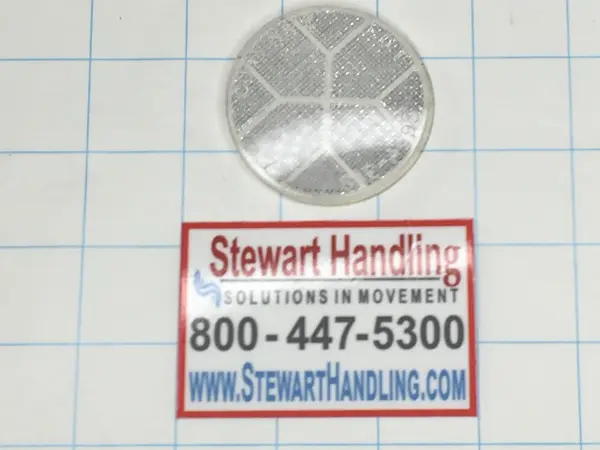 Stewart Handling
SOLUTIONS IN MOVEMENT
800-447-5300
WWW.STEWARTHANDLING.COM